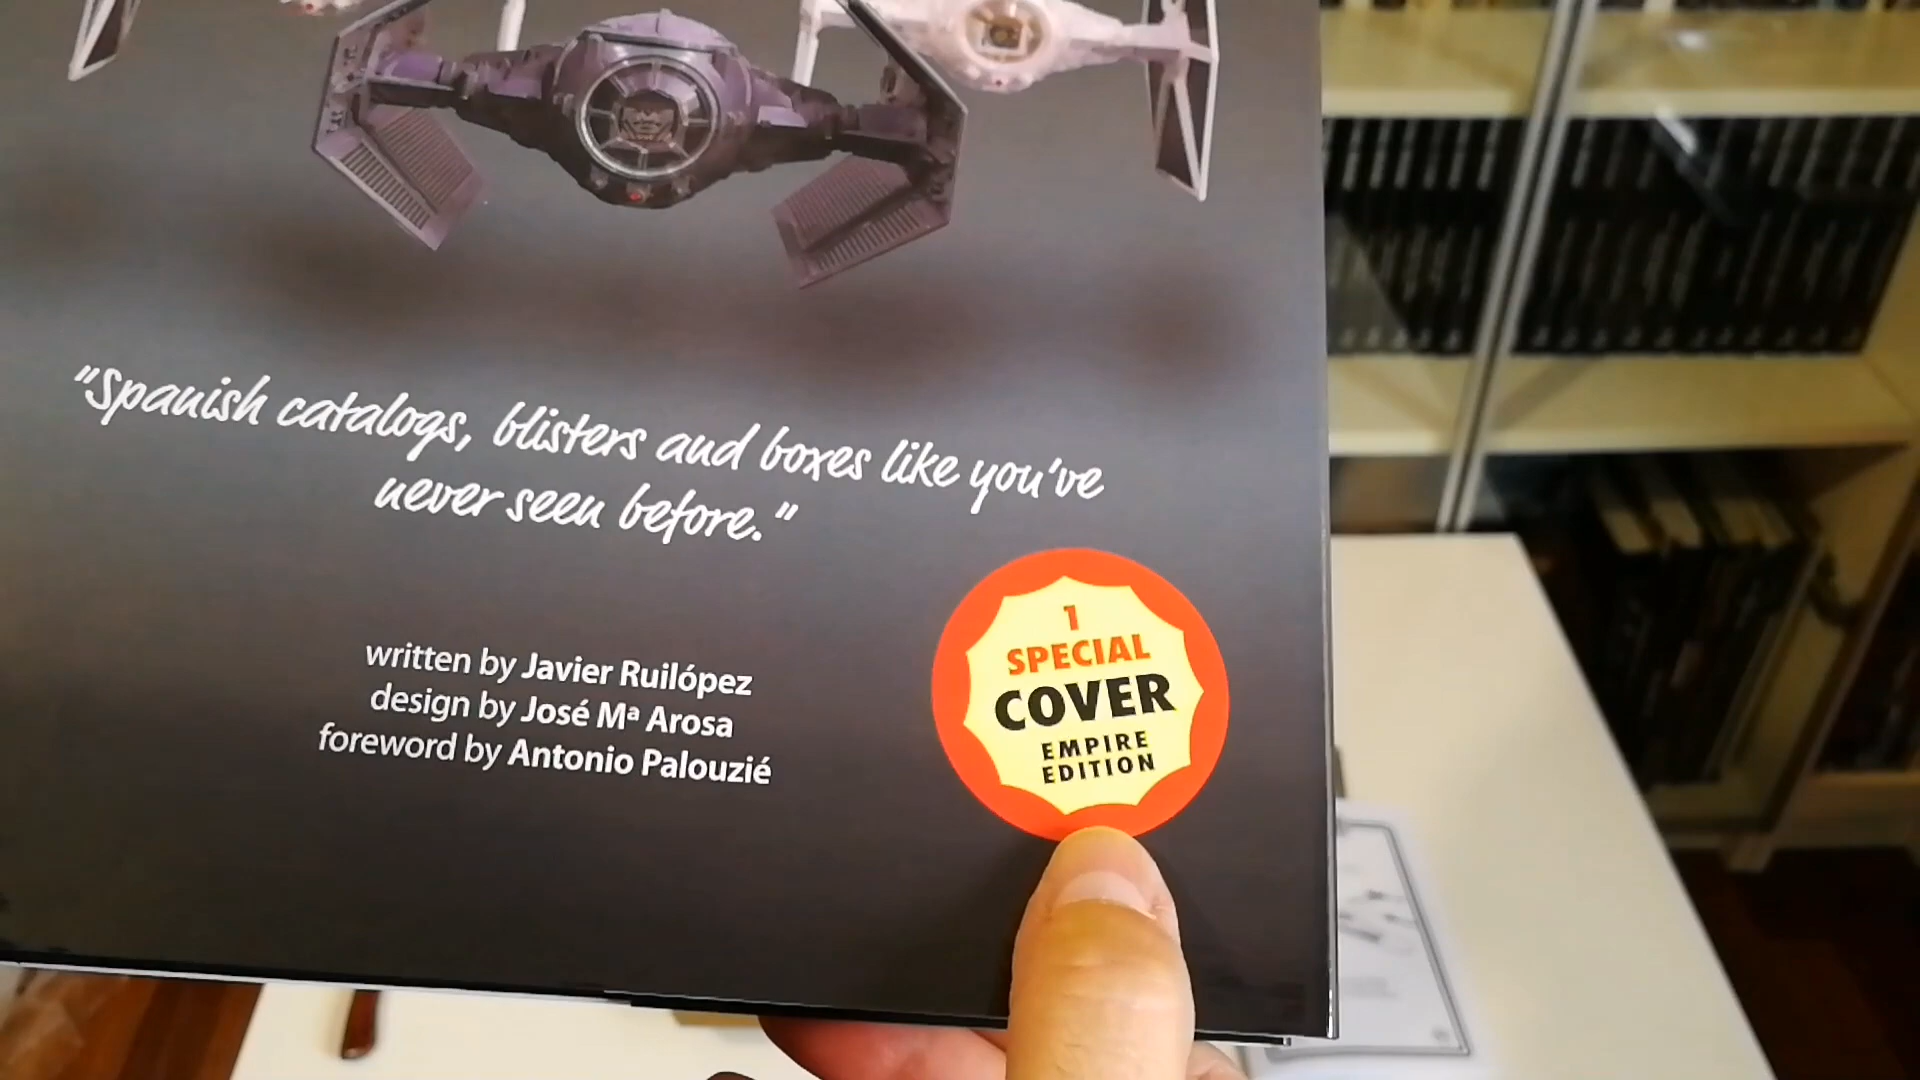 "Spanish catalogs, blisters and boxes like you've
never seen before."
written by Javier Ruilópez
design by José Mª Arosa
foreword by Antonio Palouzié
1
SPECIAL
COVER
EMPIRE
EDITION